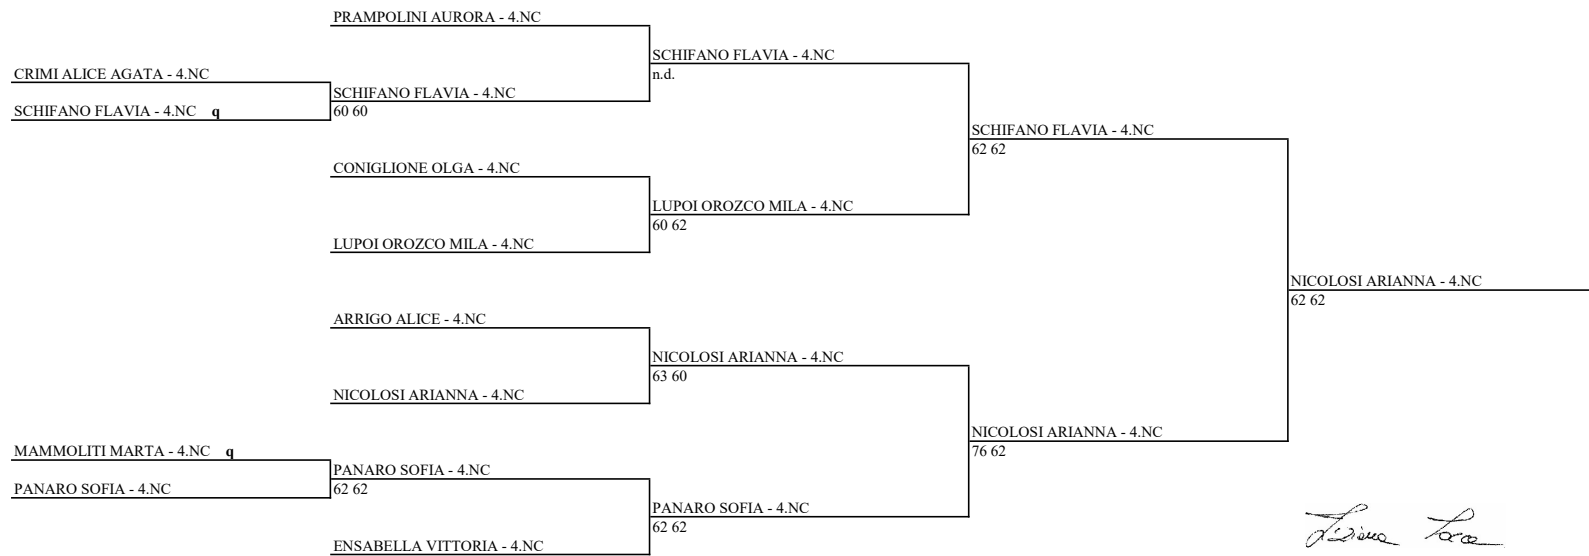 PRAMPOLINI AURORA - 4.NC
SCHIFANO FLAVIA - 4.NC
n.d.
CRIMI ALICE AGATA - 4.NC
SCHIFANO FLAVIA - 4.NC
60 60
SCHIFANO FLAVIA - 4.NC q
SCHIFANO FLAVIA - 4.NC
62 62
CONIGLIONE OLGA - 4.NC
LUPOI OROZCO MILA - 4.NC
60 62
LUPOI OROZCO MILA - 4.NC
NICOLOSI ARIANNA - 4.NC
62 62
ARRIGO ALICE - 4.NC
NICOLOSI ARIANNA - 4.NC
63 60
NICOLOSI ARIANNA - 4.NC
NICOLOSI ARIANNA - 4.NC
76 62
MAMMOLITI MARTA - 4.NC q
PANARO SOFIA - 4.NC
62 62
PANARO SOFIA - 4.NC
PANARO SOFIA - 4.NC
62 62
ENSABELLA VITTORIA - 4.NC